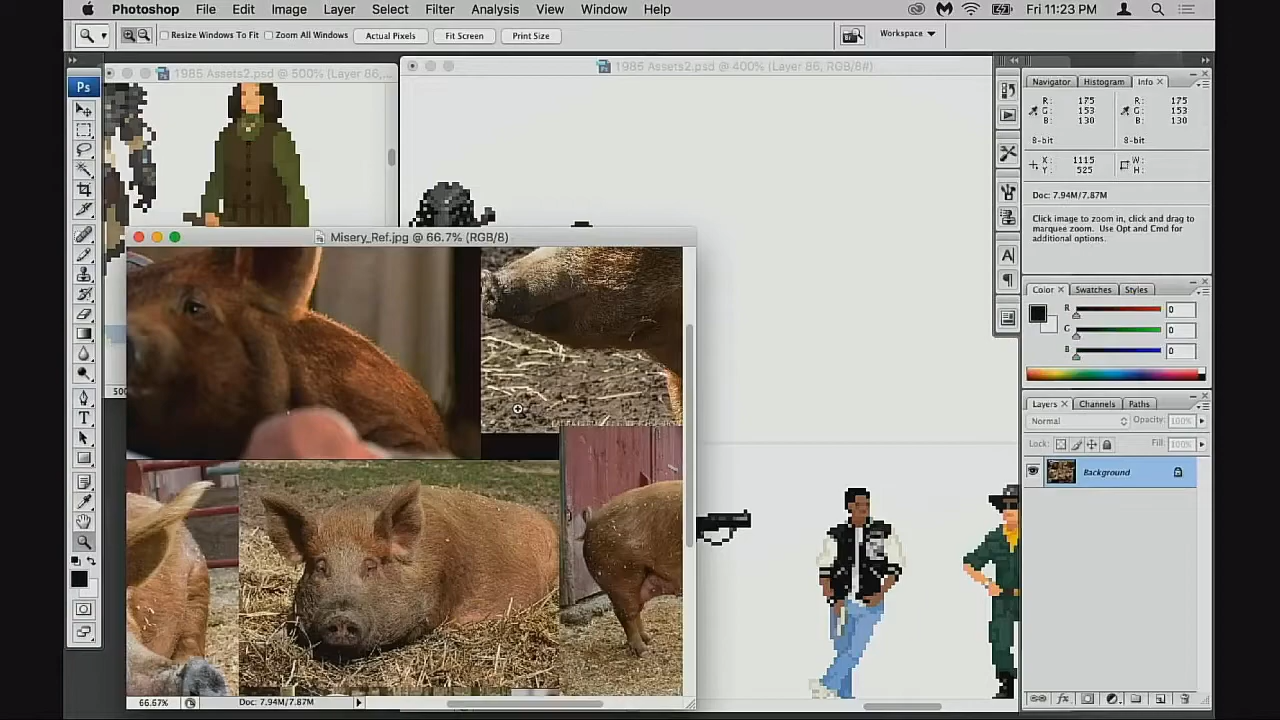 Photoshop File Edit Image Layer Select Filter Analysis View Window Help Fri 11:23 PM
Resize Windows To Fit Zoom All Windows Actual Pixels Fit Screen Print Size Workspace
1985 Assets2.psd @ 500% (Layer 86,
1985 Assets2.psd @ 400% (Layer 86, RGB/8#)
Ps
Navigator Histogram Info
R: 175 R: 175
G: 153 G: 153
B: 130 B: 130
8-bit 8-bit
X: 1115 W:
Y: 525 H:
Doc: 7.94M/7.87M
Click image to zoom in, click and drag to
marquee zoom. Use Opt and Cmd for
additional options.
Misery_Ref.jpg @ 66.7% (RGB/8)
Color Swatches Styles
R 0
G 0
B 0
500
Layers Channels Paths
Normal Opacity: 100%
Lock: Fill: 100%
Background
66.67% Doc: 7.94M/7.87M